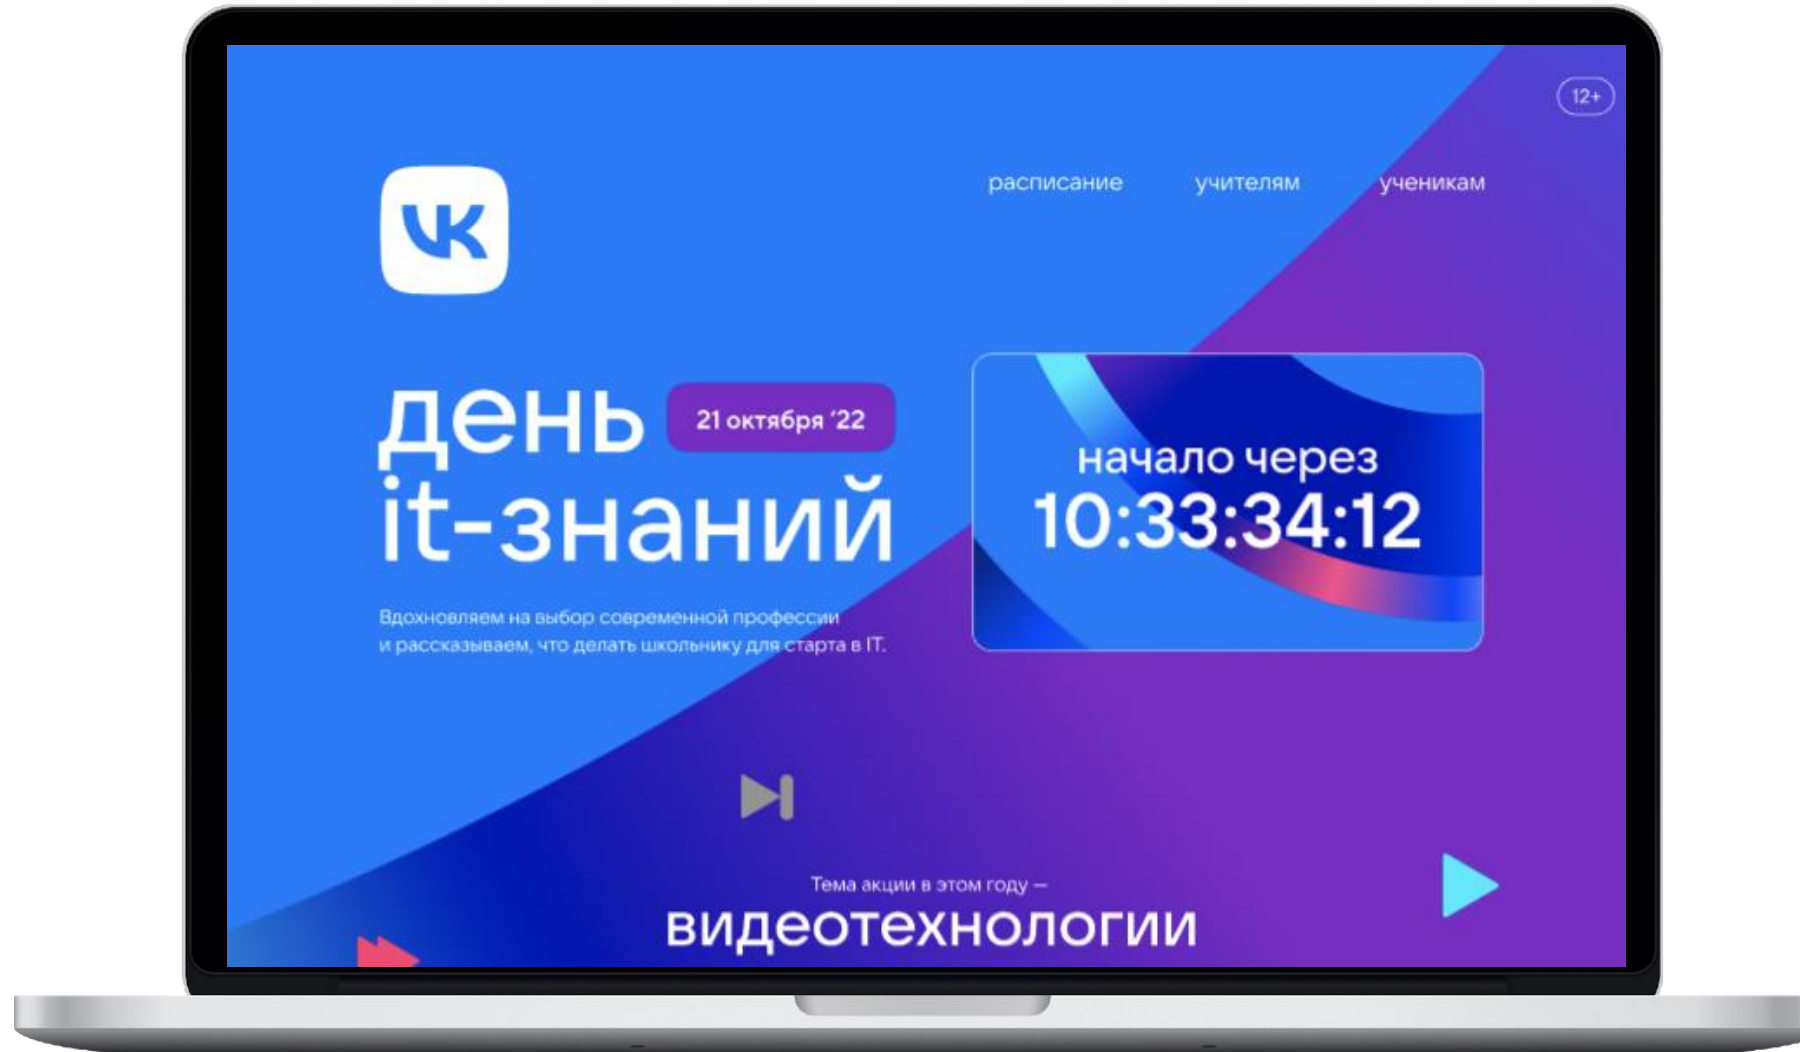 12+
VK
расписание учителям ученикам
день
21 октября ’22
it-знаний
Вдохновляем на выбор современной профессии
и рассказываем, что делать школьнику для старта в IT.
начало через
10:33:34:12
Тема акции в этом году —
видеотехнологии